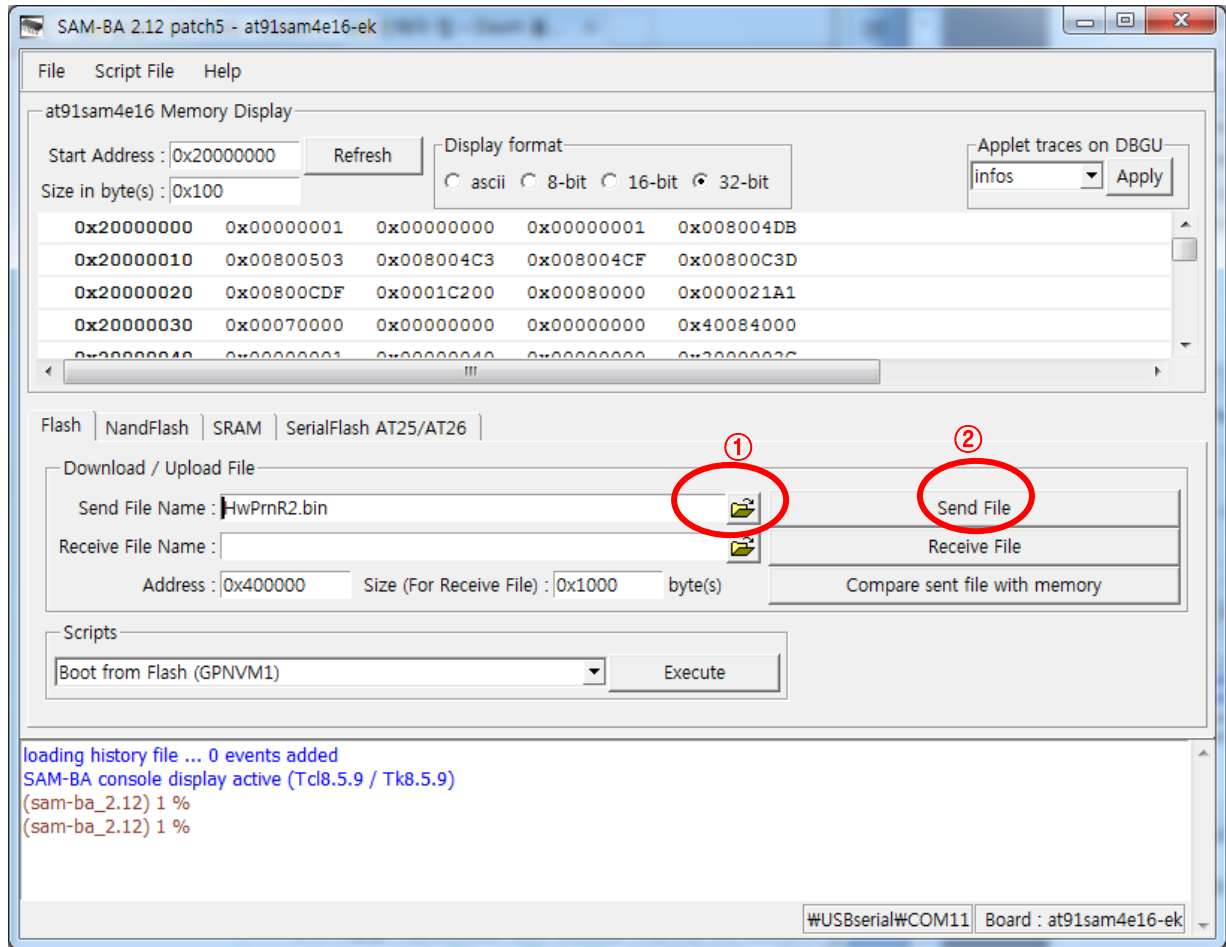 SAM-BA 2.12 patch5 - at91sam4e16-ek
File Script File Help
at91sam4e16 Memory Display
Start Address : 0x20000000 Refresh
Size in byte(s) : 0x100
Display format
ascii 8-bit 16-bit 32-bit
Applet traces on DBGU
infos Apply
0x20000000 0x00000001 0x00000000 0x00000001 0x008004DB
0x20000010 0x00800503 0x008004C3 0x008004CF 0x00800C3D
0x20000020 0x00800CDF 0x0001C200 0x00080000 0x000021A1
0x20000030 0x00070000 0x00000000 0x00000000 0x40084000
Flash NandFlash SRAM SerialFlash AT25/AT26
① ②
Download / Upload File
Send File Name : HwPrnR2.bin Send File
Receive File Name : Receive File
Address : 0x400000 Size (For Receive File) : 0x1000 byte(s) Compare sent file with memory
Scripts
Boot from Flash (GPNVM1) Execute
loading history file ... 0 events added
SAM-BA console display active (Tcl8.5.9 / Tk8.5.9)
(sam-ba_2.12) 1 %
(sam-ba_2.12) 1 %
₩USBserial₩COM11 Board : at91sam4e16-ek